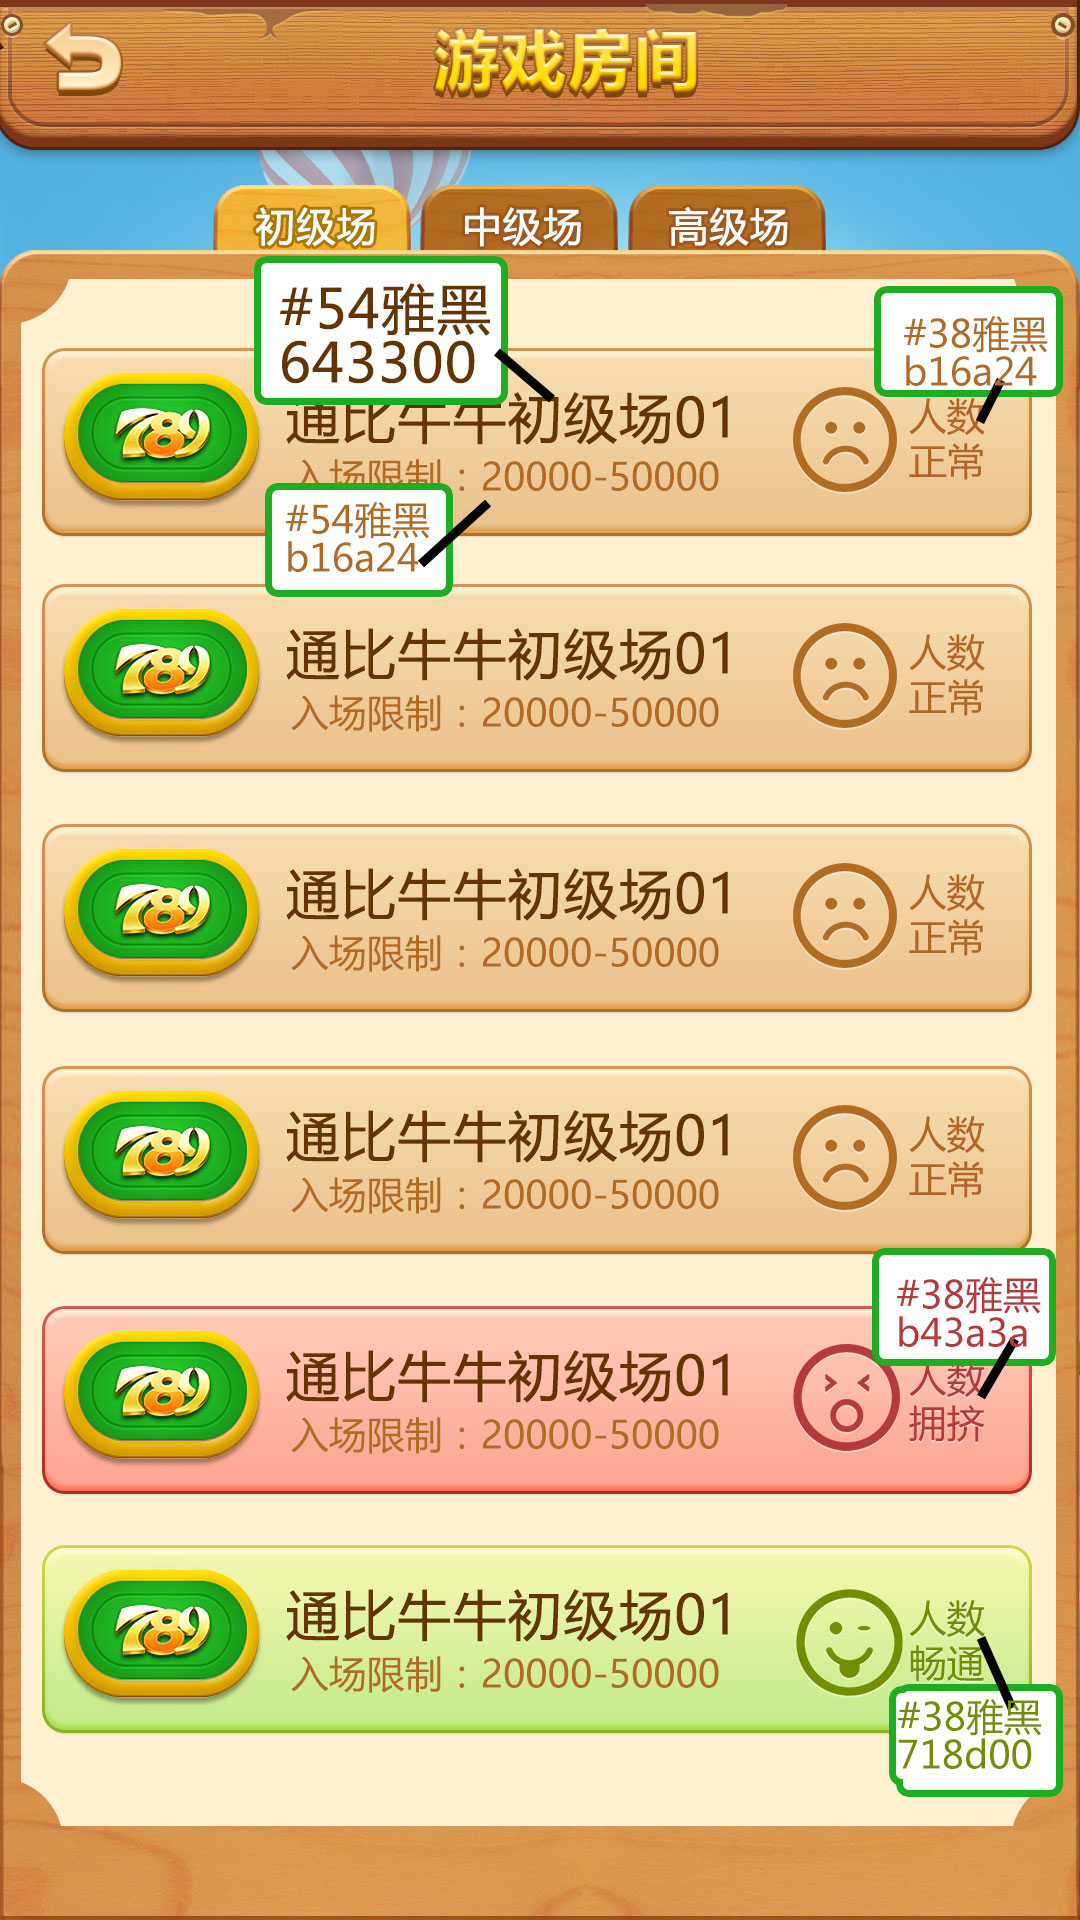 游戏房间
初级场 中级场 高级场
#54雅黑
643300
#38雅黑
b16a24
789
通比牛牛初级场01
入场限制：20000-50000
人数
正常
#54雅黑
b16a24
789
通比牛牛初级场01
入场限制：20000-50000
人数
正常
789
通比牛牛初级场01
入场限制：20000-50000
人数
正常
789
通比牛牛初级场01
入场限制：20000-50000
人数
正常
#38雅黑
b43a3a
789
通比牛牛初级场01
入场限制：20000-50000
人数
拥挤
789
通比牛牛初级场01
入场限制：20000-50000
人数
畅通
#38雅黑
718d00